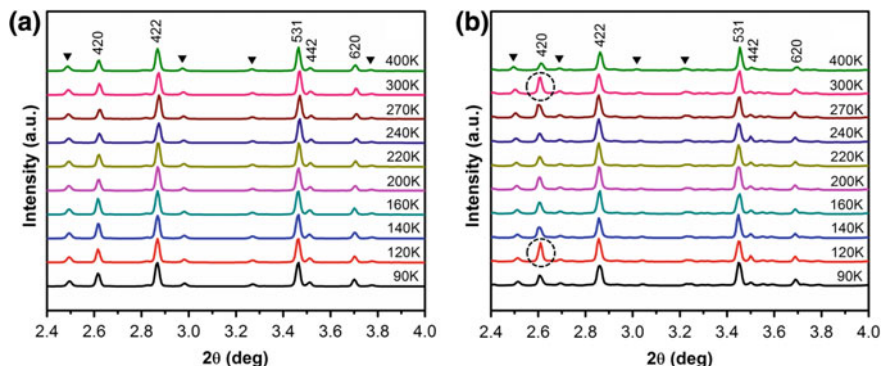 (a)
420
422
531
442
620
400K
300K
270K
240K
220K
200K
160K
140K
120K
90K
Intensity (a.u.)
2.4 2.6 2.8 3.0 3.2 3.4 3.6 3.8 4.0
2θ (deg)
(b)
420
422
531
442
620
400K
300K
270K
240K
220K
200K
160K
140K
120K
90K
Intensity (a.u.)
2.4 2.6 2.8 3.0 3.2 3.4 3.6 3.8 4.0
2θ (deg)